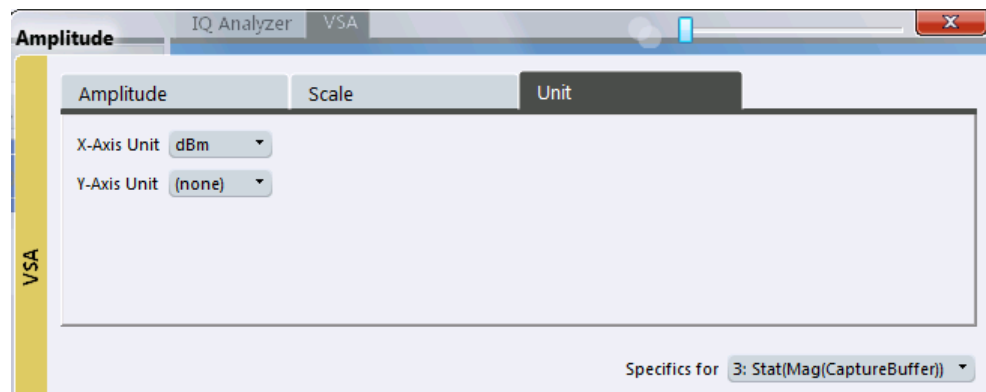 Amplitude
IQ Analyzer VSA
X
Amplitude Scale Unit
X-Axis Unit dBm
Y-Axis Unit (none)
VSA
Specifics for 3: Stat(Mag(CaptureBuffer))